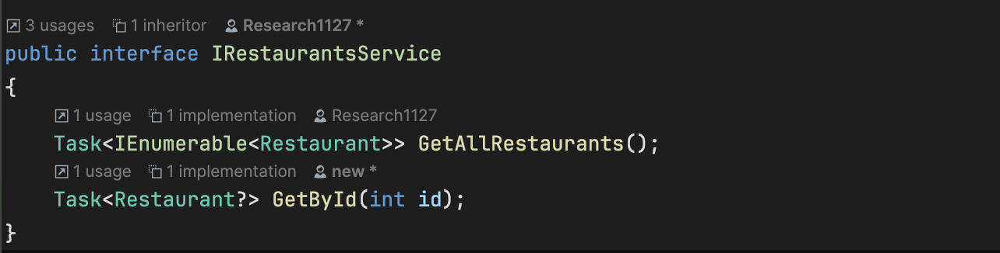 3 usages 1 inheritor Research1127 *
public interface IRestaurantsService
{
1 usage 1 implementation Research1127
Task<IEnumerable<Restaurant>> GetAllRestaurants();
1 usage 1 implementation new *
Task<Restaurant?> GetById(int id);
}